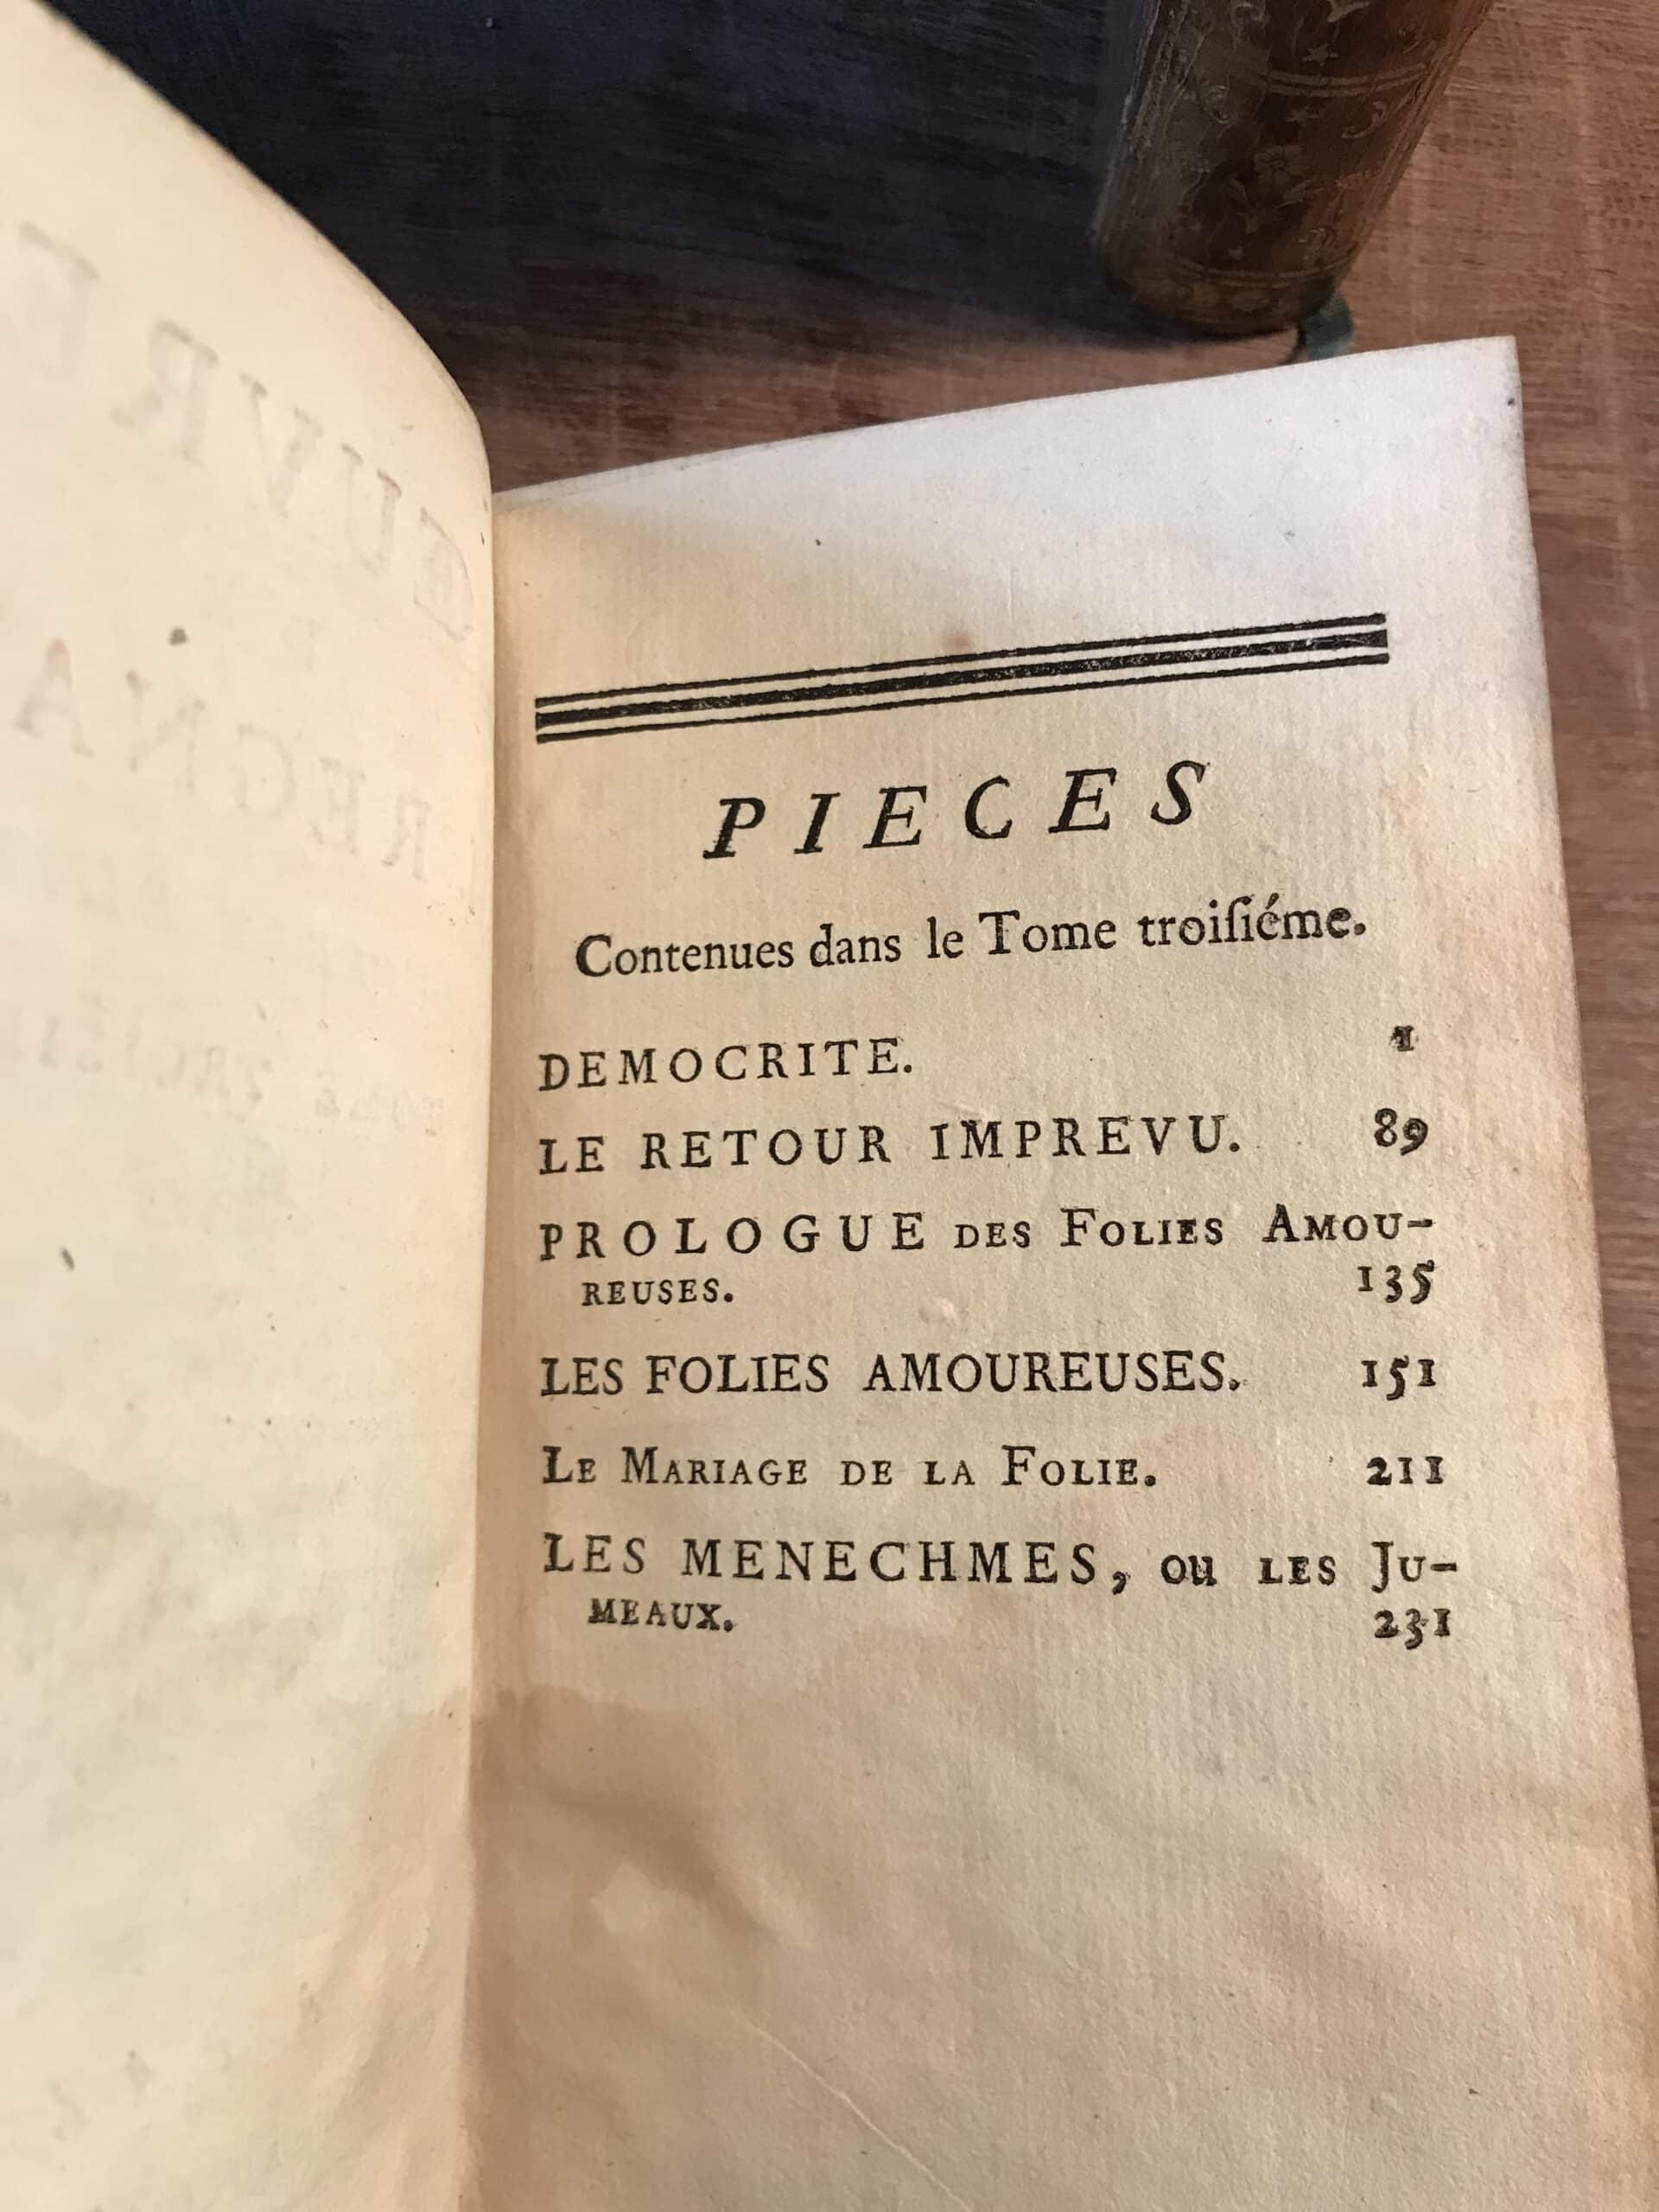 PIECES
Contenues dans le Tome troiſiéme.
DEMOCRITE. 1
LE RETOUR IMPREVU. 89
PROLOGUE DES FOLIES AMOU-
REUSES. 135
LES FOLIES AMOUREUSES. 151
LE MARIAGE DE LA FOLIE. 211
LES MENECHMES, ou LES JU-
MEAUX. 231